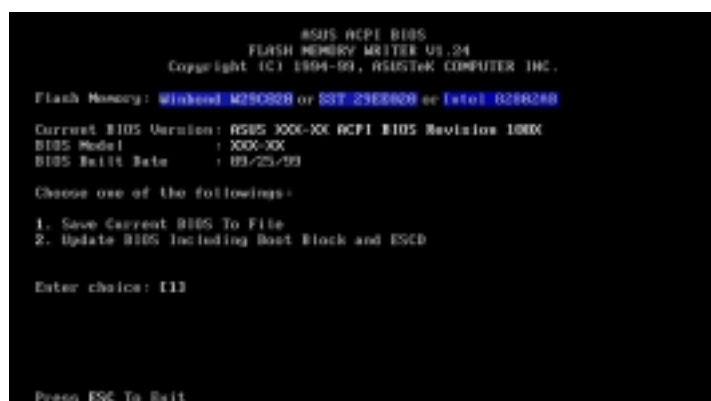 ASUS ACPI BIOS
FLASH MEMORY WRITER V1.24
Copyright (C) 1994-99, ASUSTeK COMPUTER INC.
Flash Memory: Winbond W29C020 or SST 29EE020 or Intel 82802AB
Current BIOS Version: ASUS XXX-XX ACPI BIOS Revision 100X
BIOS Model : XXX-XX
BIOS Built Date : 09/25/99
Choose one of the followings:
1. Save Current BIOS To File
2. Update BIOS Including Boot Block and ESCD
Enter choice: [1]
Press ESC To Exit